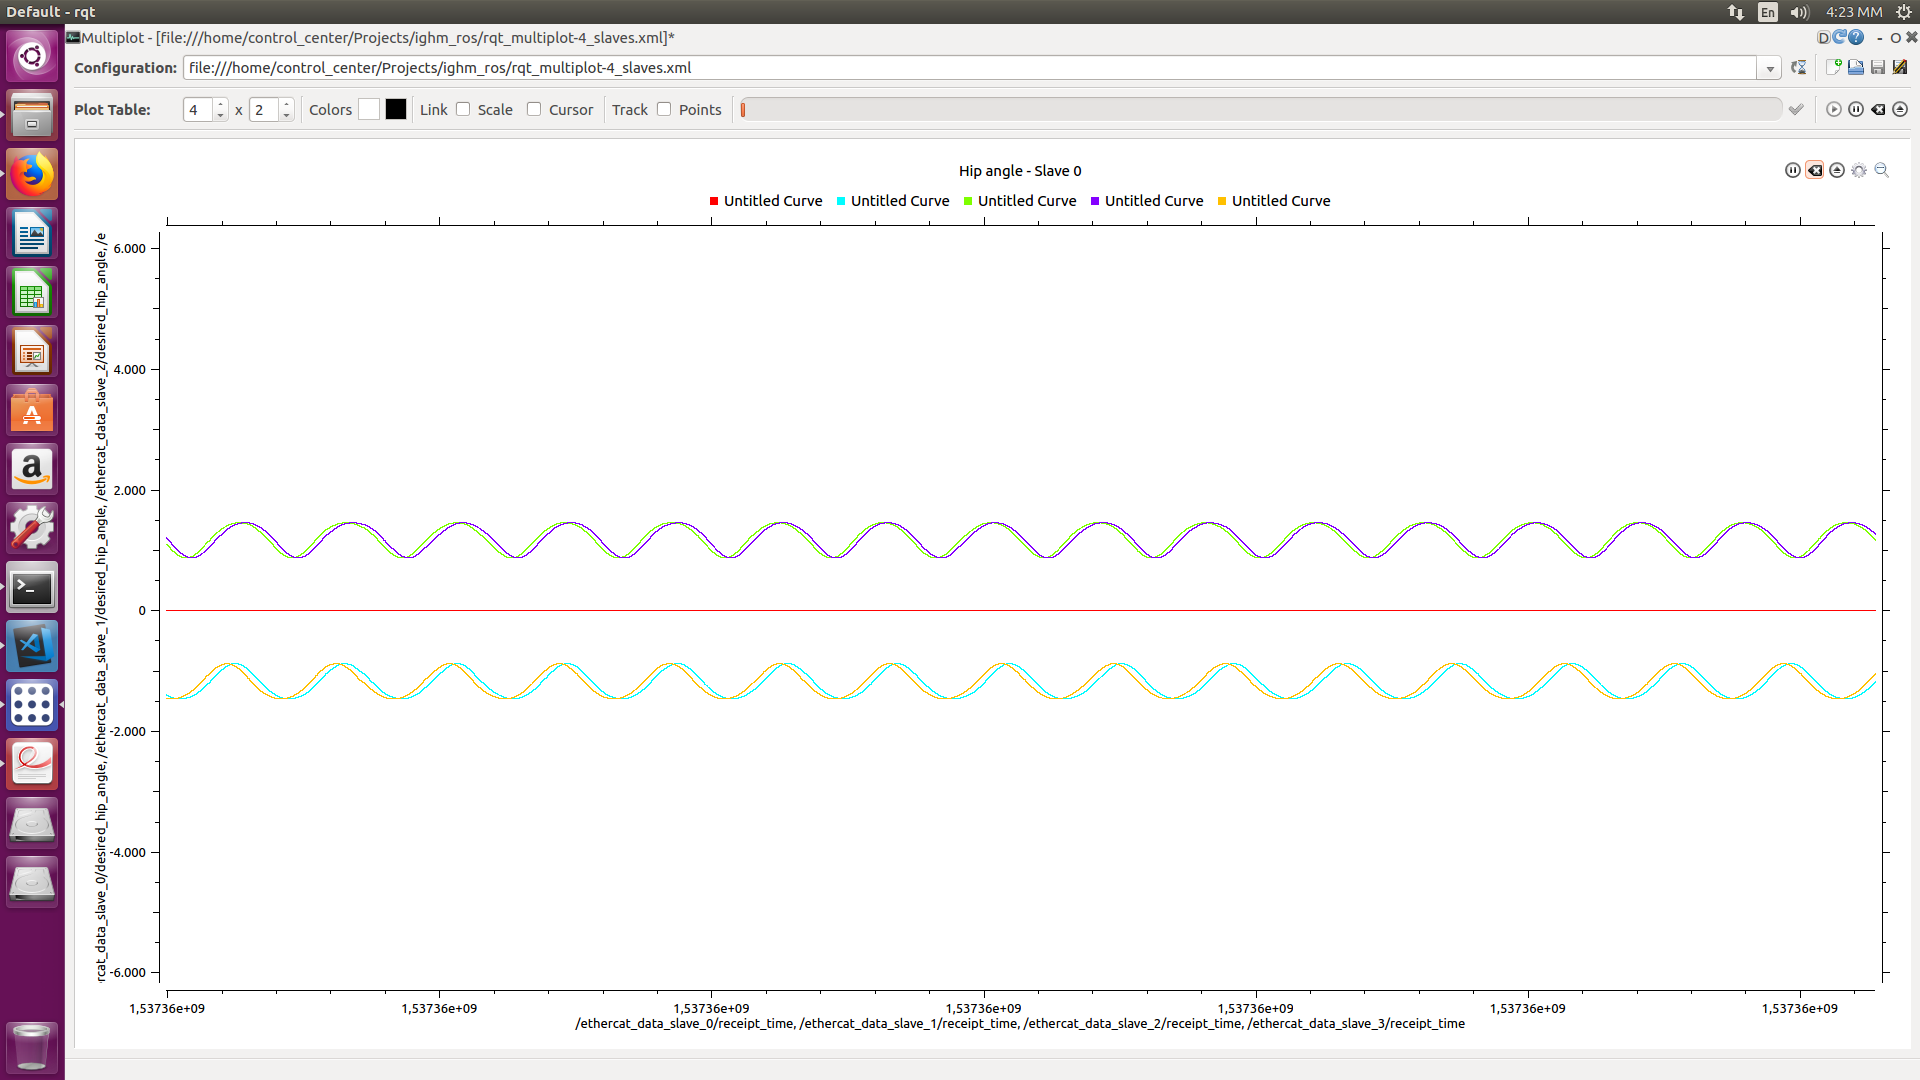 Default - rqt
En
4:23 MM
Multiplot - [file:///home/control_center/Projects/ighm_ros/rqt_multiplot-4_slaves.xml]*
D
- O
Configuration: file:///home/control_center/Projects/ighm_ros/rqt_multiplot-4_slaves.xml
Plot Table: 4 x 2 Colors Link Scale Cursor Track Points
Hip angle - Slave 0
Untitled Curve Untitled Curve Untitled Curve Untitled Curve Untitled Curve
6.000
4.000
2.000
0
-2.000
-4.000
-6.000
rcat_data_slave_0/desired_hip_angle, /ethercat_data_slave_1/desired_hip_angle, /ethercat_data_slave_2/desired_hip_angle, /e
1,53736e+09 1,53736e+09 1,53736e+09 1,53736e+09 1,53736e+09 1,53736e+09 1,53736e+09
/ethercat_data_slave_0/receipt_time, /ethercat_data_slave_1/receipt_time, /ethercat_data_slave_2/receipt_time, /ethercat_data_slave_3/receipt_time